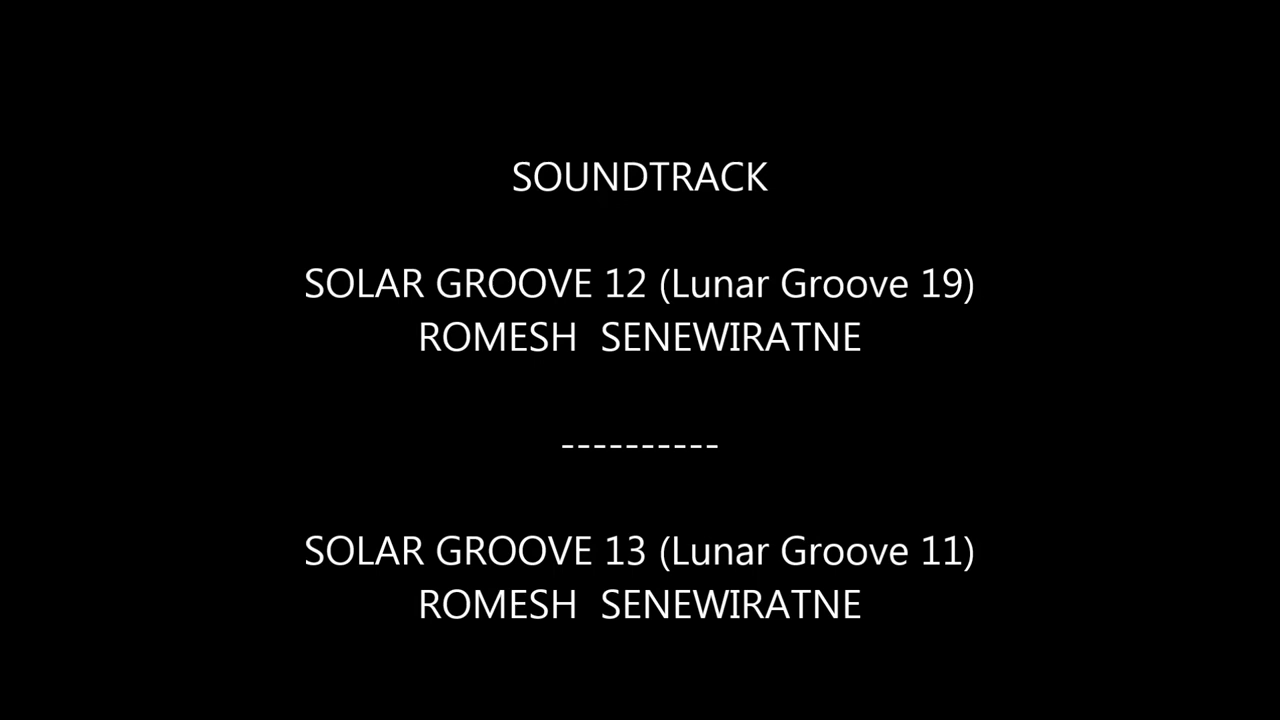 SOUNDTRACK
SOLAR GROOVE 12 (Lunar Groove 19)
ROMESH  SENEWIRATNE
----------
SOLAR GROOVE 13 (Lunar Groove 11)
ROMESH  SENEWIRATNE